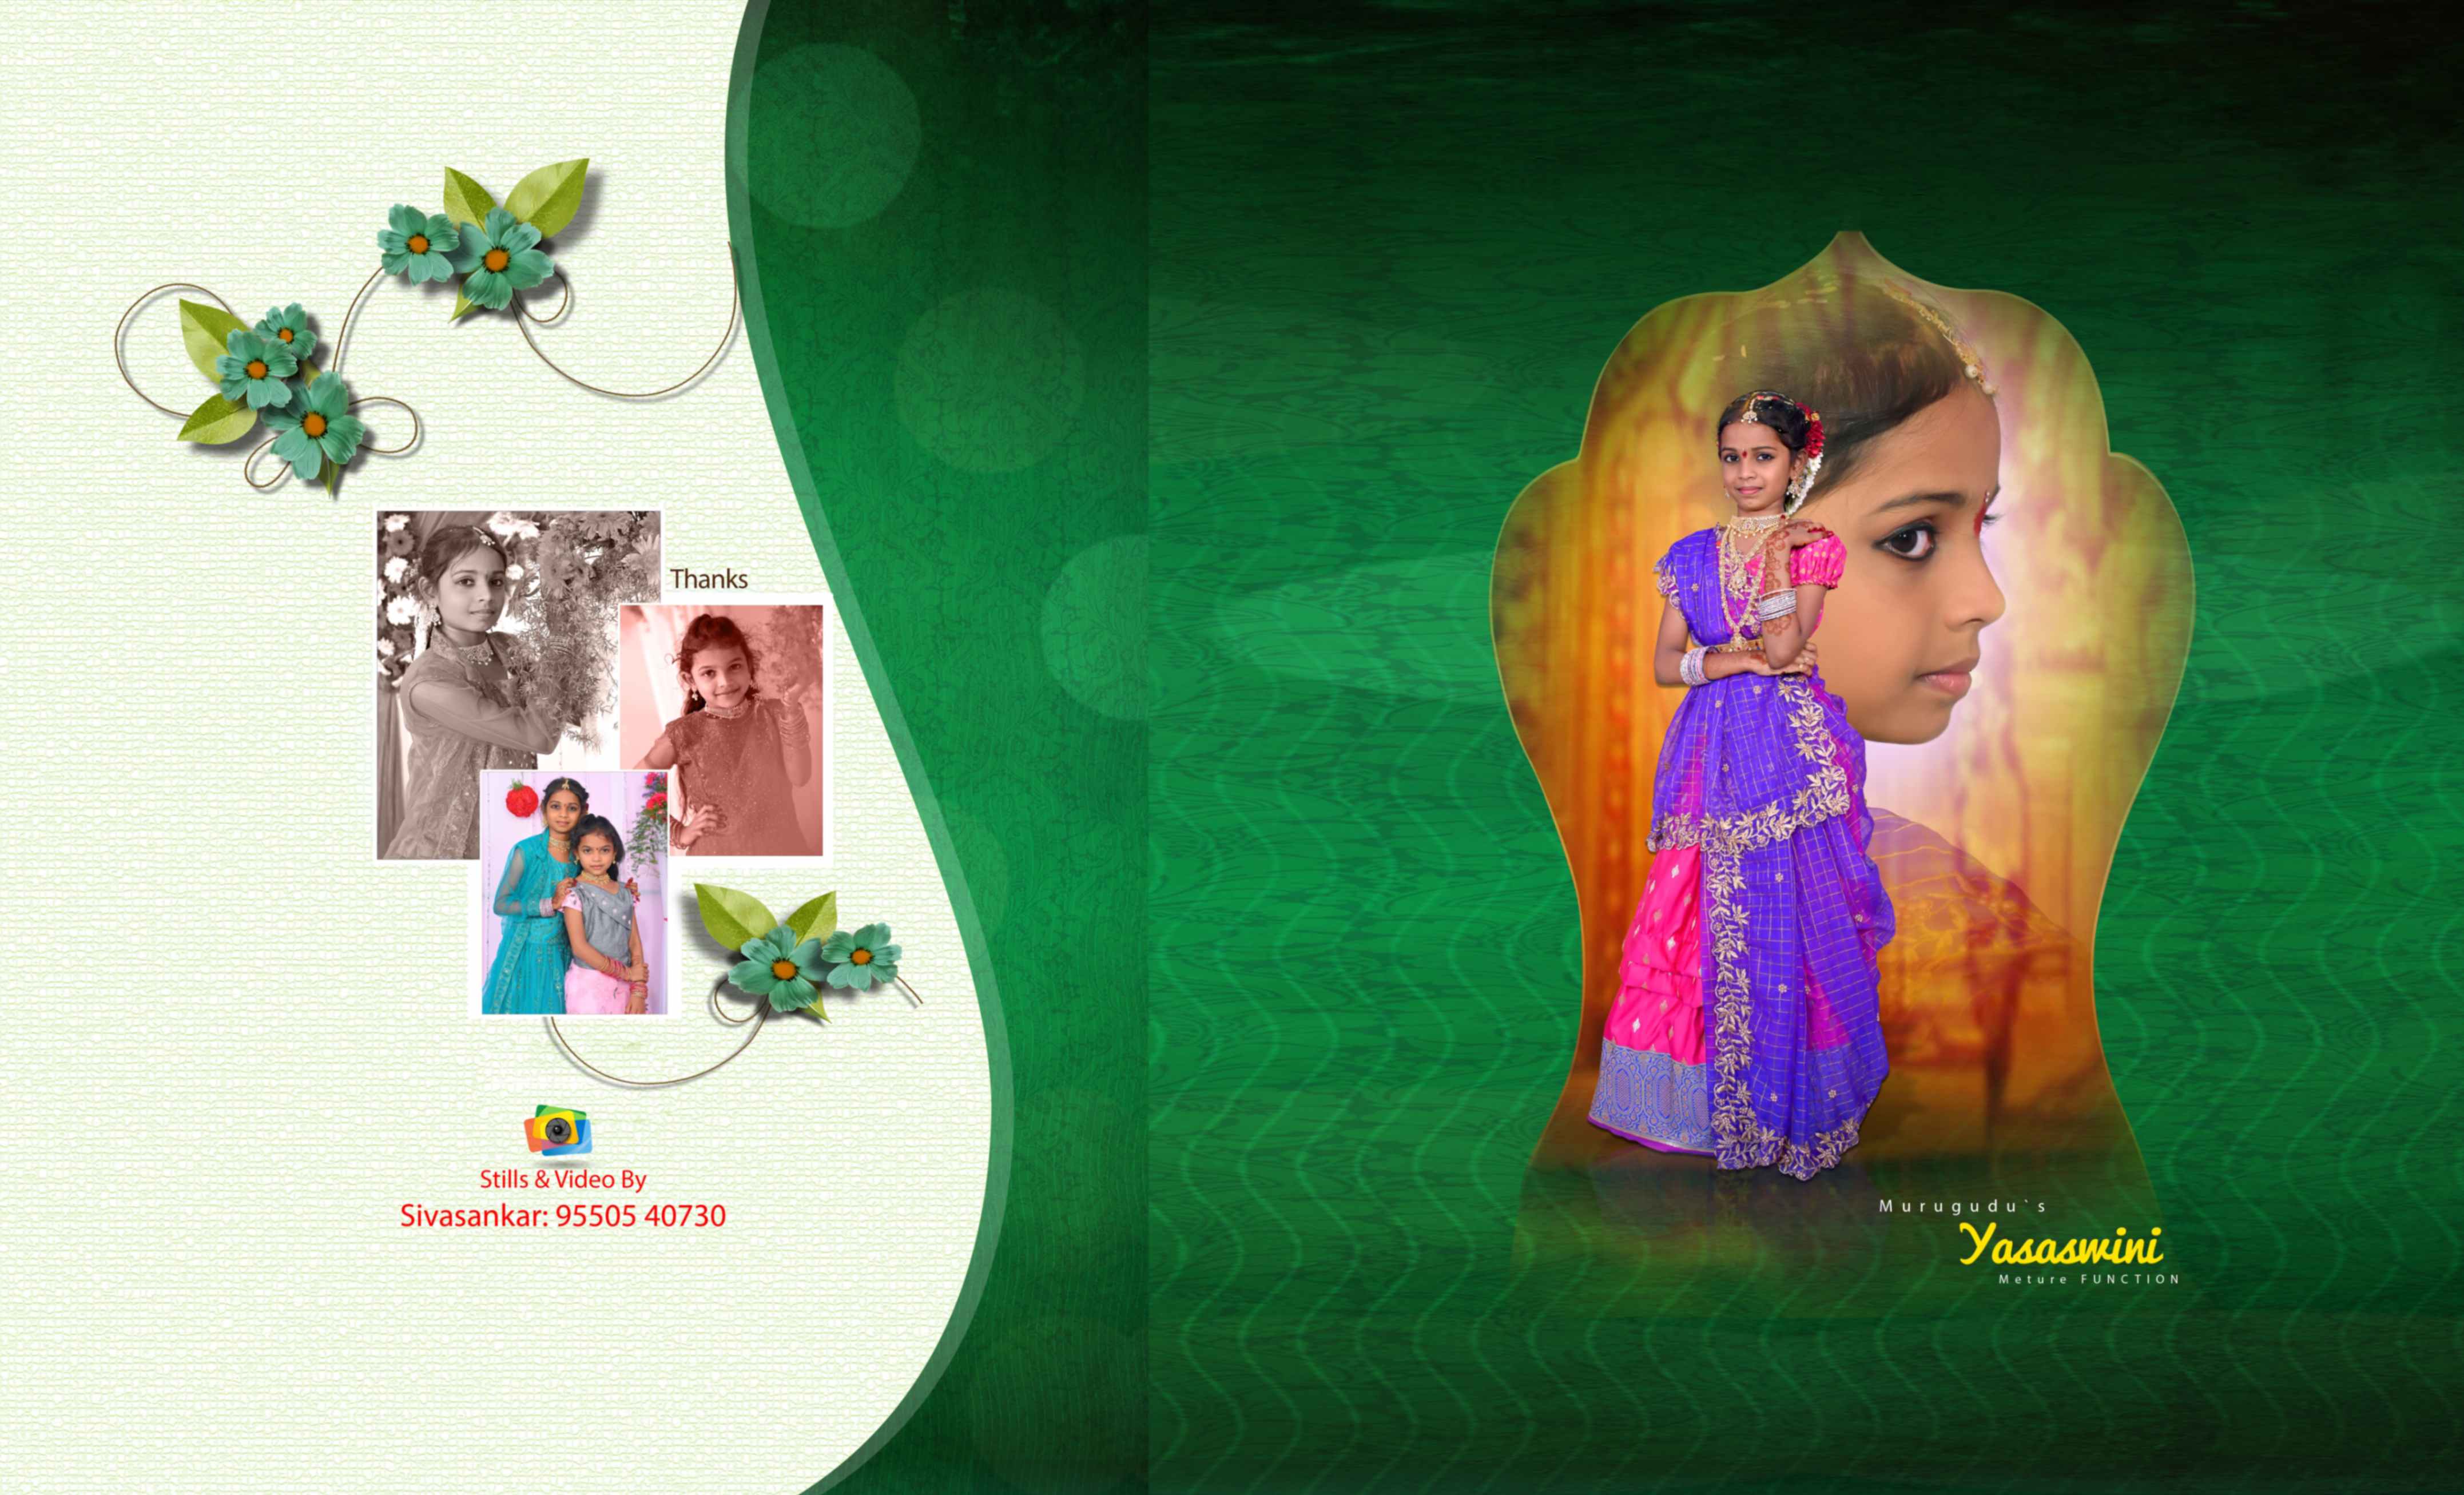 Thanks
Stills & Video By
Sivasankar: 95505 40730
Murugudu`s
Yasaswini
Meture FUNCTION